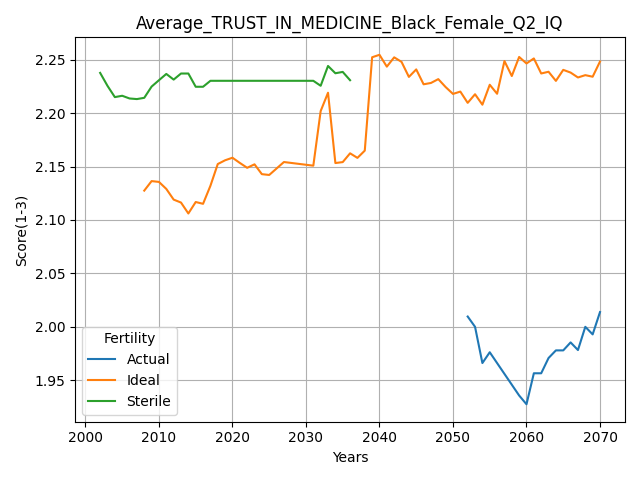 Average_TRUST_IN_MEDICINE_Black_Female_Q2_IQ
Score(1-3)
2.25
2.20
2.15
2.10
2.05
2.00
1.95
Fertility
Actual
Ideal
Sterile
2000 2010 2020 2030 2040 2050 2060 2070
Years